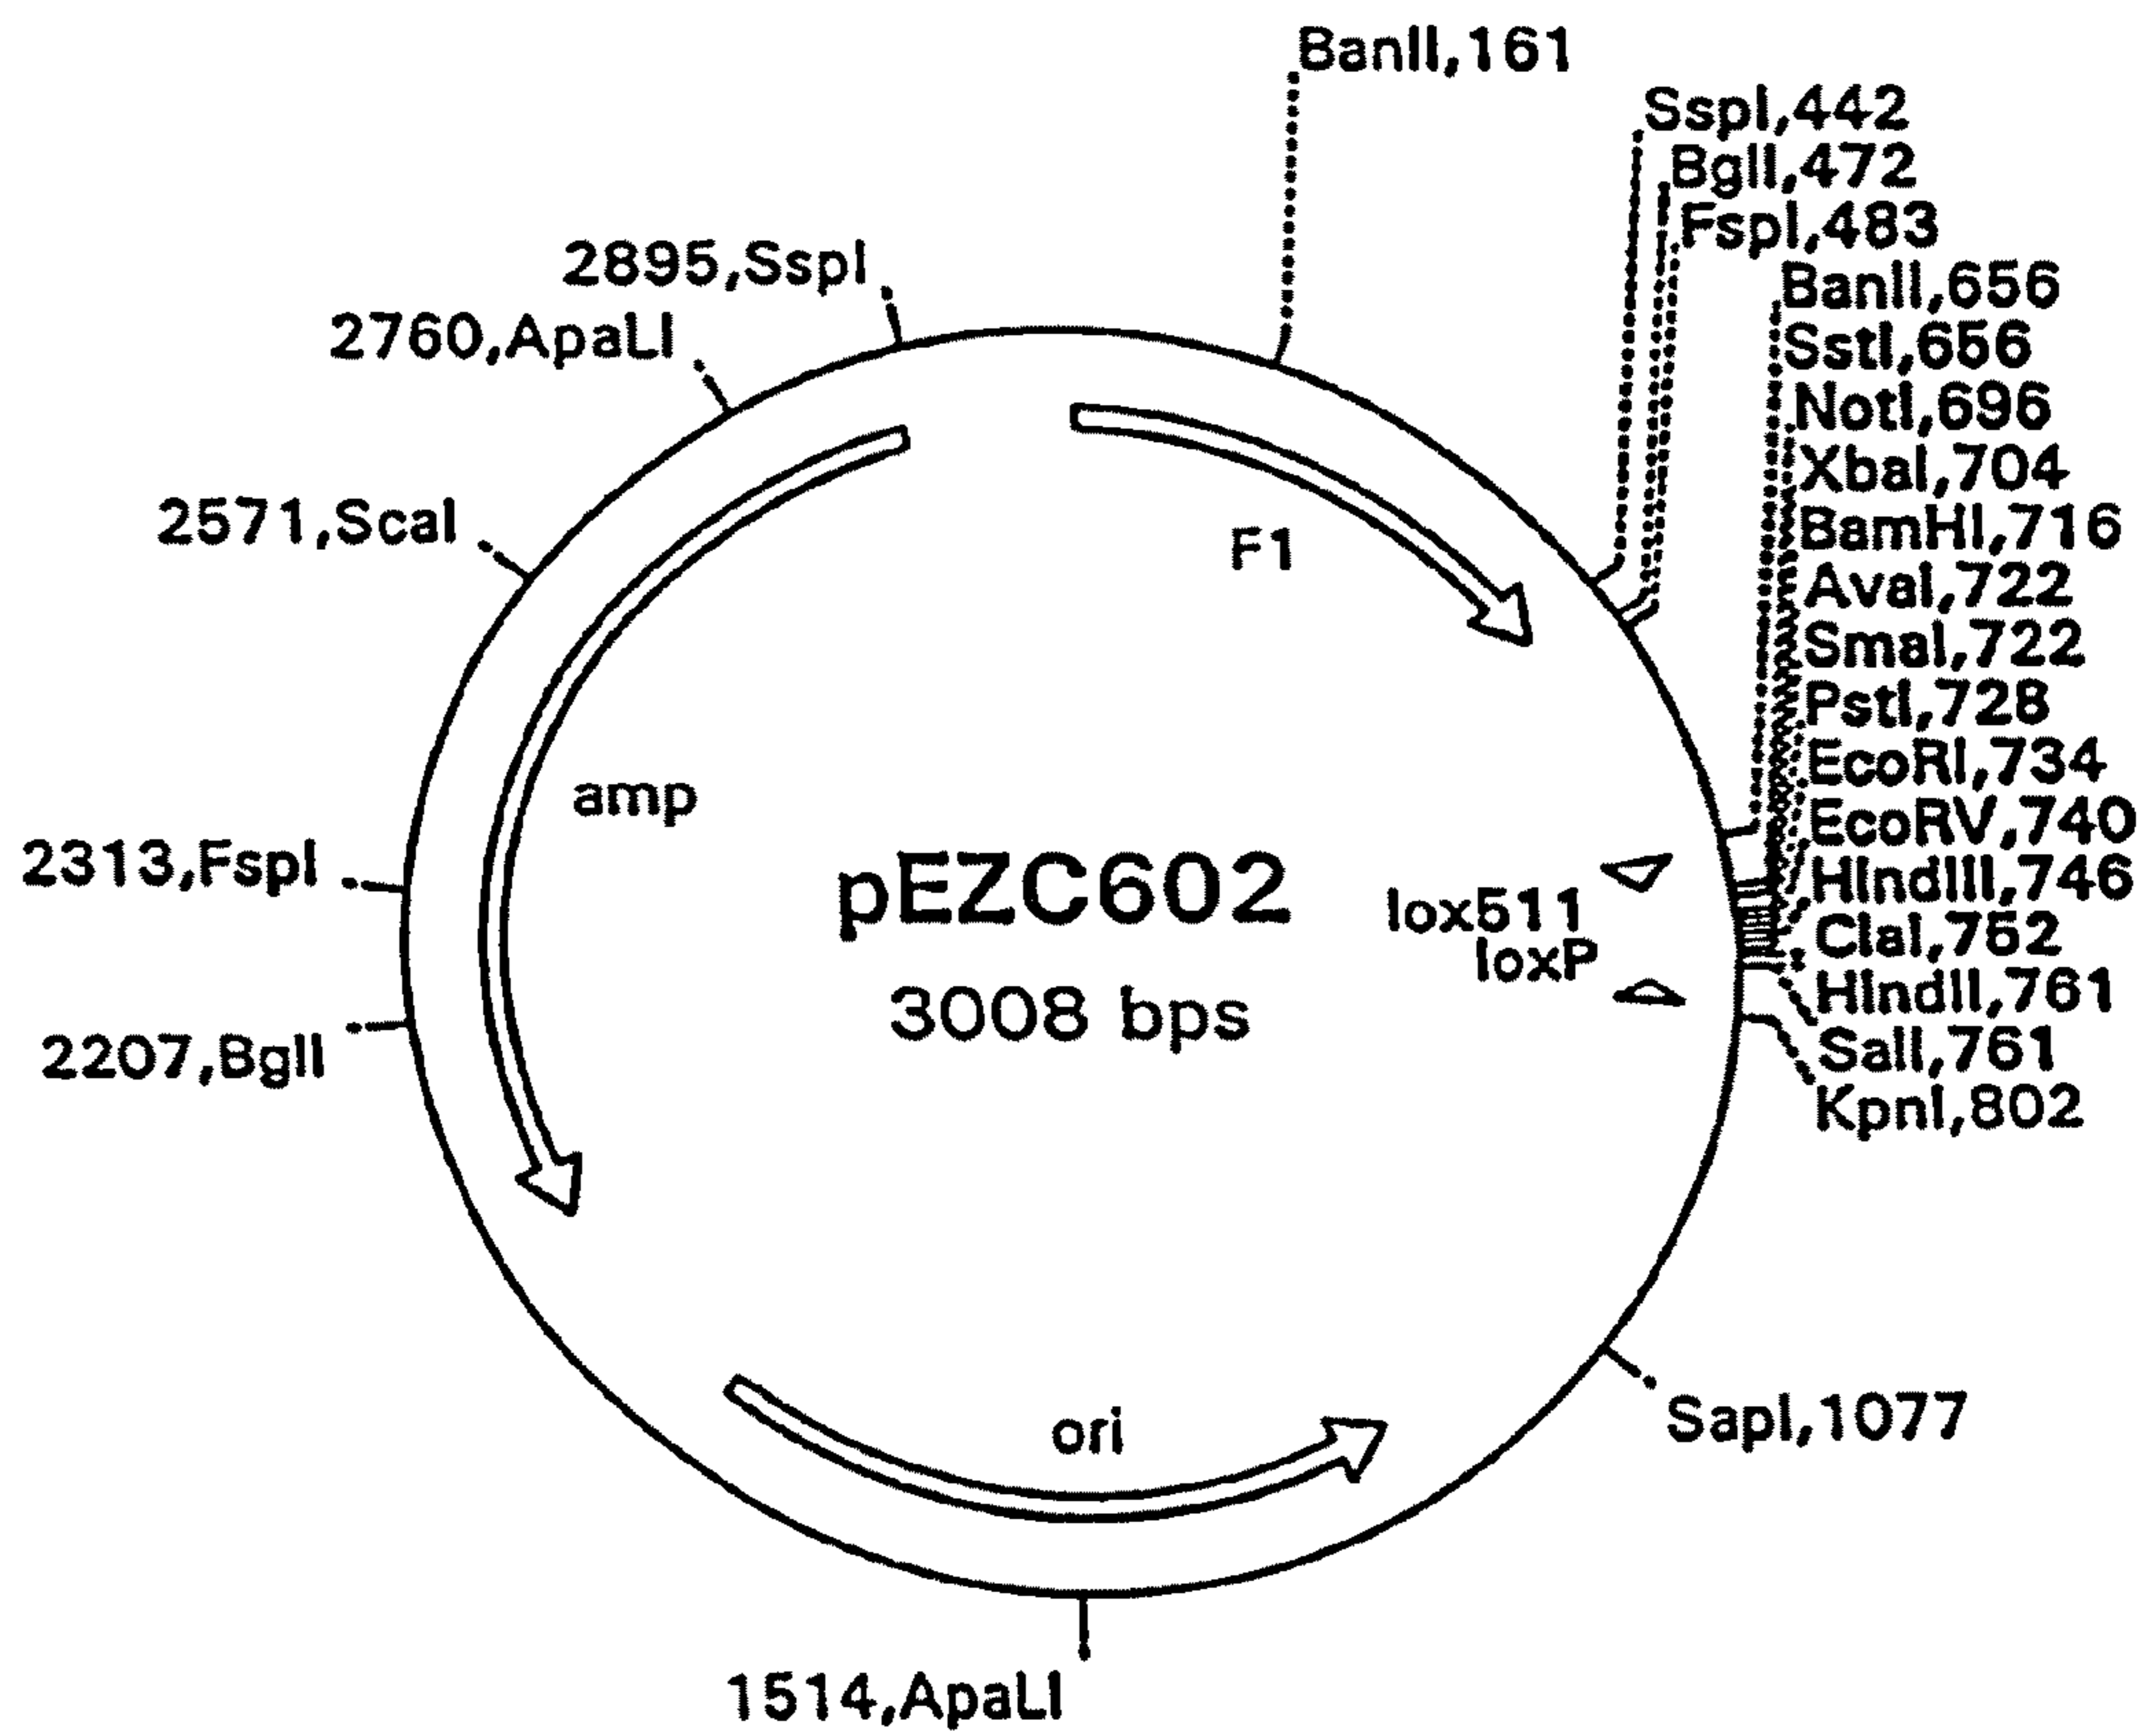 BanII,161
SspI,442
BglI,472
FspI,483
BanII,656
SstI,656
NotI,696
XbaI,704
BamHI,716
AvaI,722
SmaI,722
PstI,728
EcoRI,734
EcoRV,740
HindIII,746
ClaI,752
HindII,761
SalI,761
KpnI,802
SapI,1077
1514,ApaLI
2207,BglI
2313,FspI
2571,ScaI
2760,ApaLI
2895,SspI
F1
amp
ori
lox511
loxP
pEZC602
3008 bps